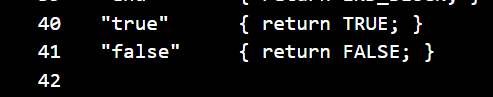 40 "true" { return TRUE; }
41 "false" { return FALSE; }
42